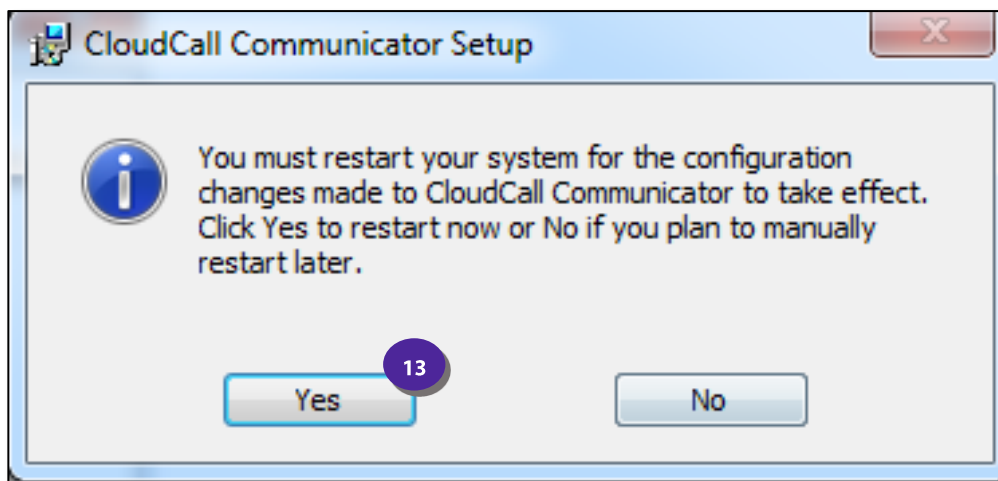 CloudCall Communicator Setup
You must restart your system for the configuration
changes made to CloudCall Communicator to take effect.
Click Yes to restart now or No if you plan to manually
restart later.
13
Yes
No